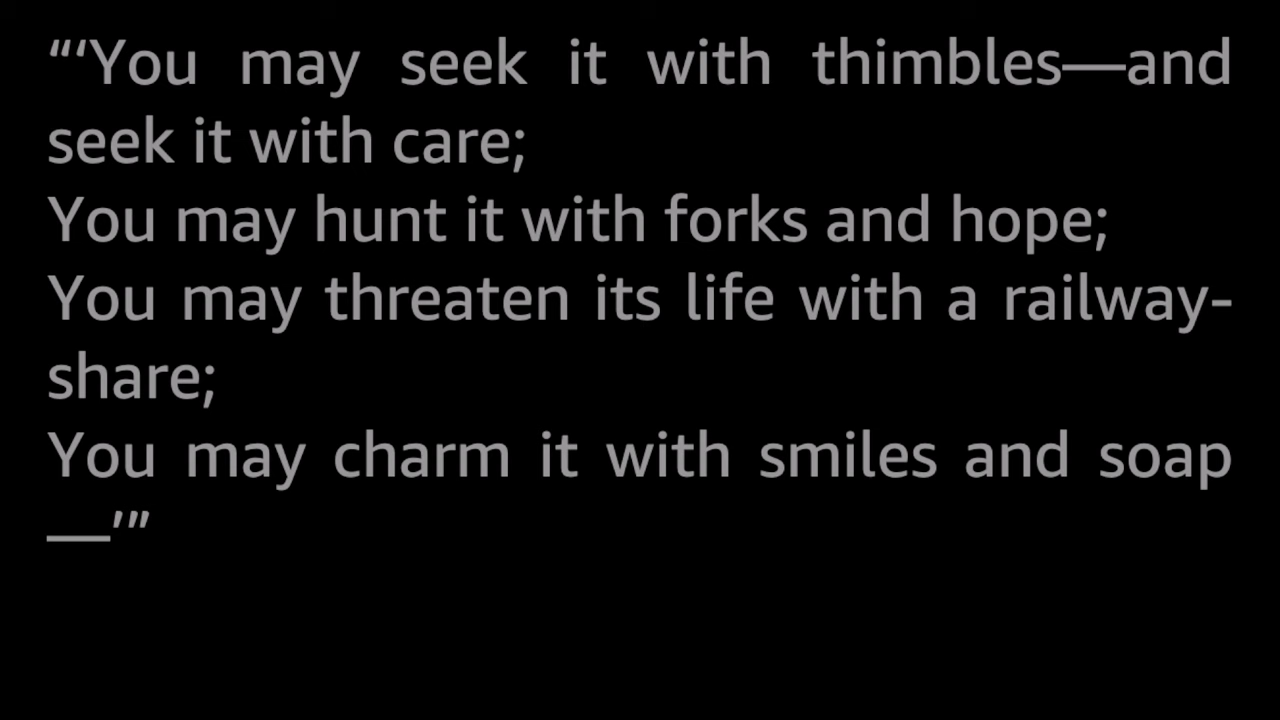 “‘You may seek it with thimbles—and
seek it with care;
You may hunt it with forks and hope;
You may threaten its life with a railway-
share;
You may charm it with smiles and soap
—’”